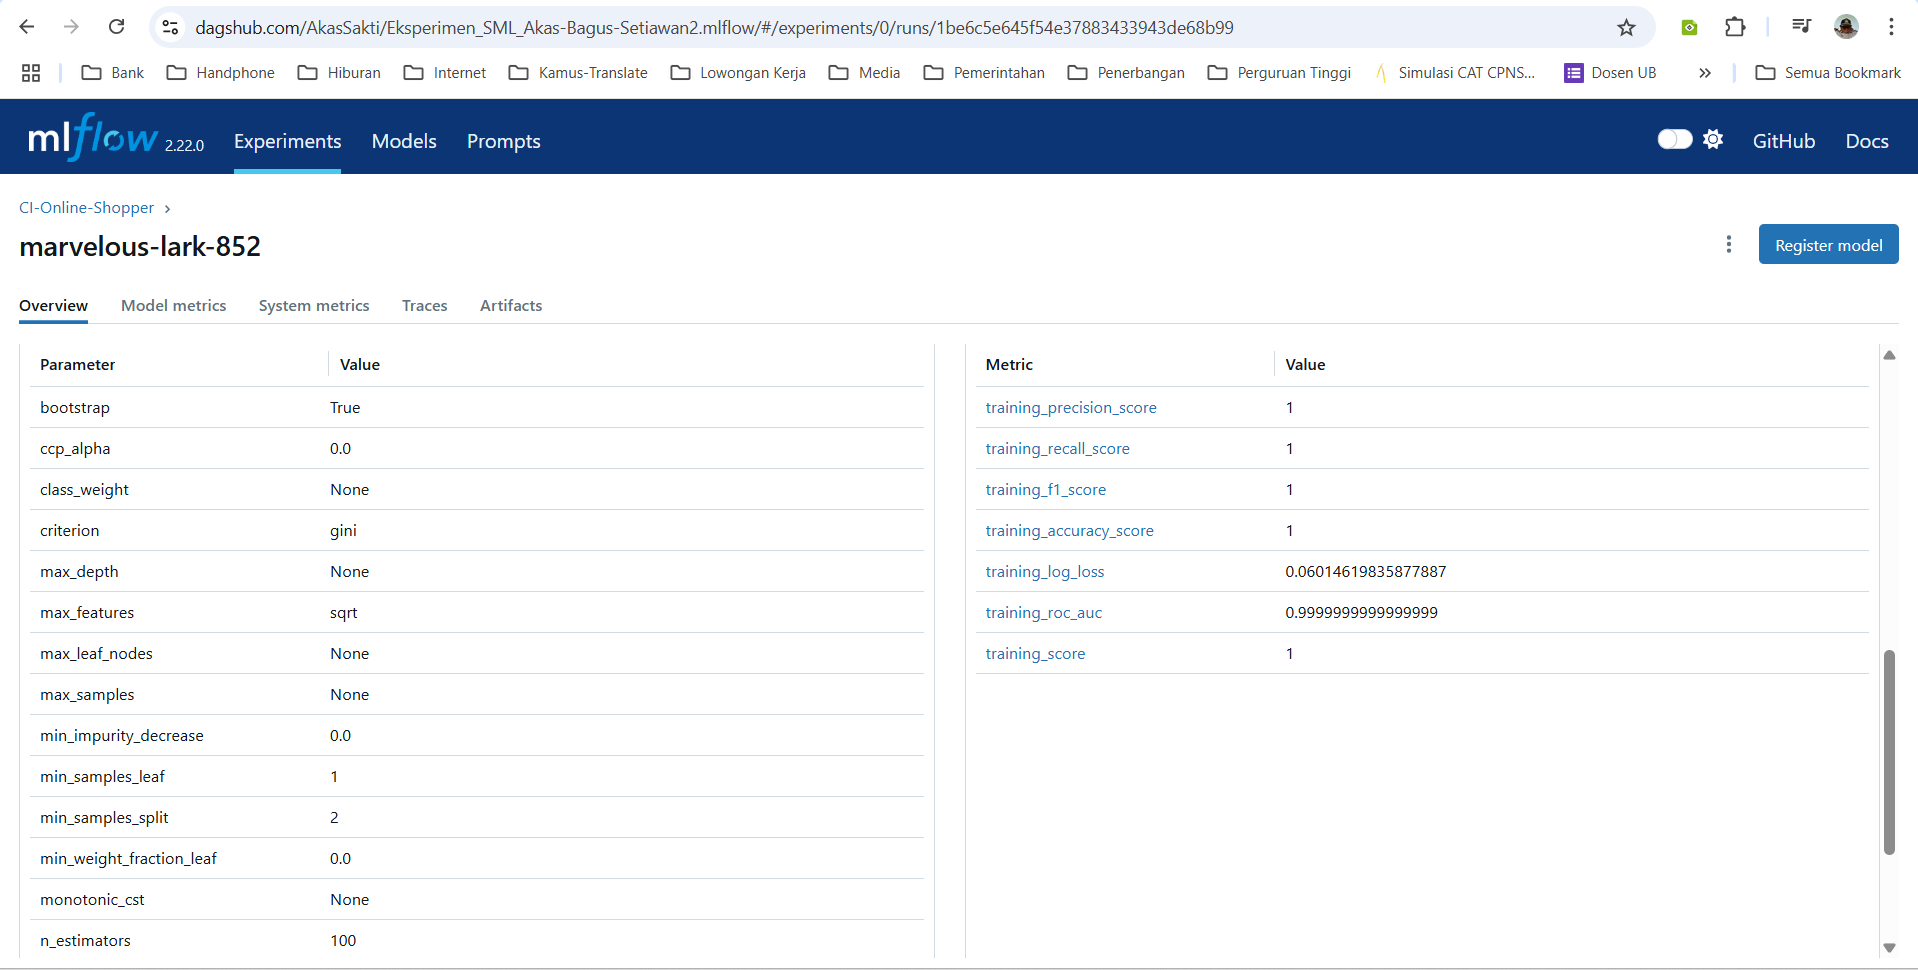 dagshub.com/AkasSakti/Eksperimen_SML_Akas-Bagus-Setiawan2.mlflow/#/experiments/0/runs/1be6c5e645f54e37883433943de68b99
Bank Handphone Hiburan Internet Kamus-Translate Lowongan Kerja Media Pemerintahan Penerbangan Perguruan Tinggi Simulasi CAT CPNS... Dosen UB » Semua Bookmark
mlflow 2.22.0 Experiments Models Prompts GitHub Docs
CI-Online-Shopper
marvelous-lark-852
Register model
Overview Model metrics System metrics Traces Artifacts
Parameter Value Metric Value
bootstrap True training_precision_score 1
ccp_alpha 0.0 training_recall_score 1
class_weight None training_f1_score 1
criterion gini training_accuracy_score 1
max_depth None training_log_loss 0.06014619835877887
max_features sqrt training_roc_auc 0.9999999999999999
max_leaf_nodes None training_score 1
max_samples None
min_impurity_decrease 0.0
min_samples_leaf 1
min_samples_split 2
min_weight_fraction_leaf 0.0
monotonic_cst None
n_estimators 100